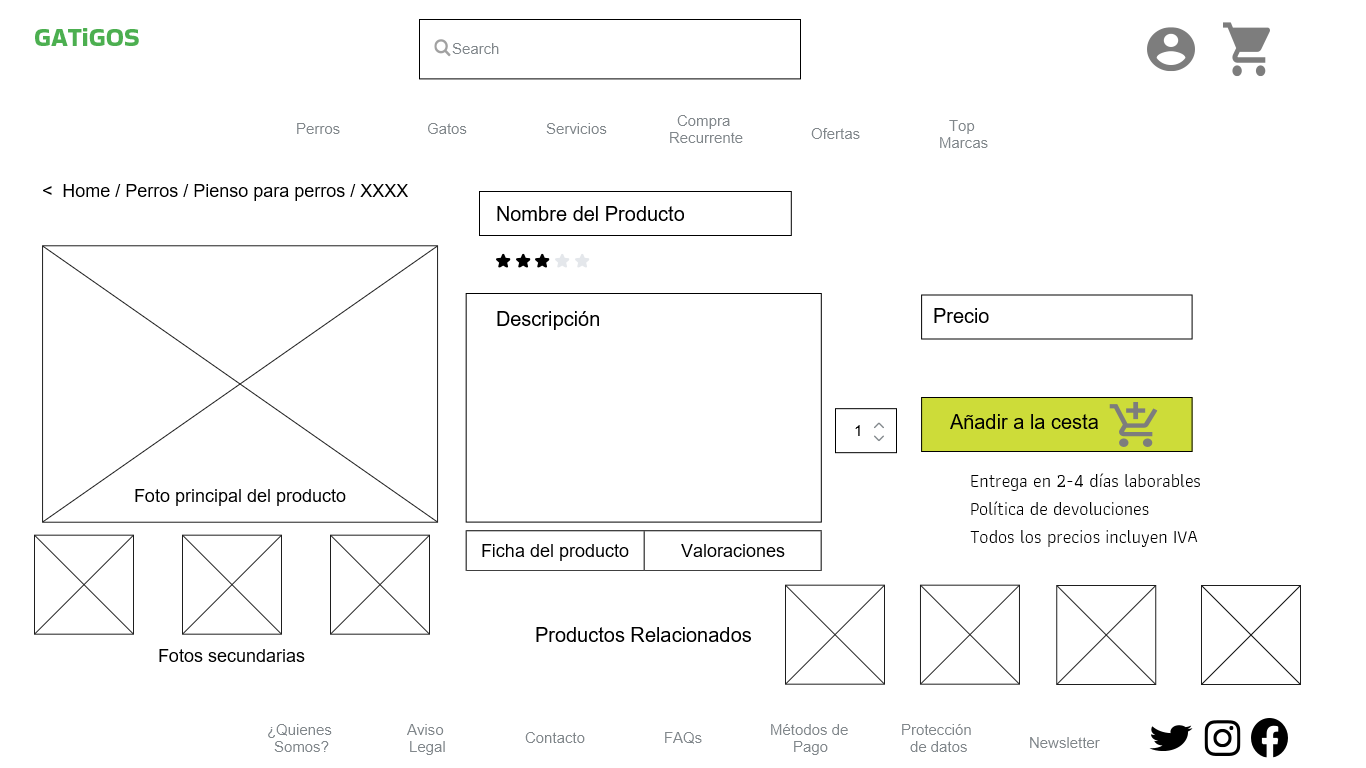 GATiGOS
Search
Perros
Gatos
Servicios
Compra
Recurrente
Ofertas
Top
Marcas
< Home / Perros / Pienso para perros / XXXX
Nombre del Producto
Descripción
Precio
1
Añadir a la cesta
Foto principal del producto
Entrega en 2-4 días laborables
Política de devoluciones
Todos los precios incluyen IVA
Ficha del producto
Valoraciones
Productos Relacionados
Fotos secundarias
¿Quienes
Somos?
Aviso
Legal
Contacto
FAQs
Métodos de
Pago
Protección
de datos
Newsletter